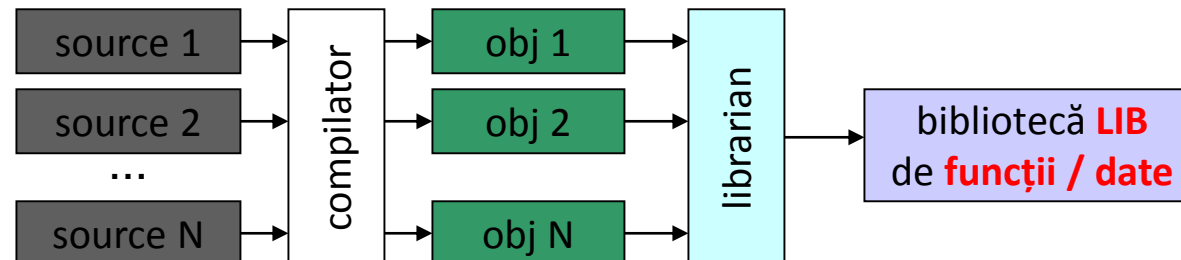 source 1
source 2
...
source N
compilator
obj 1
obj 2
obj N
librarian
bibliotecă LIB
de funcții / date